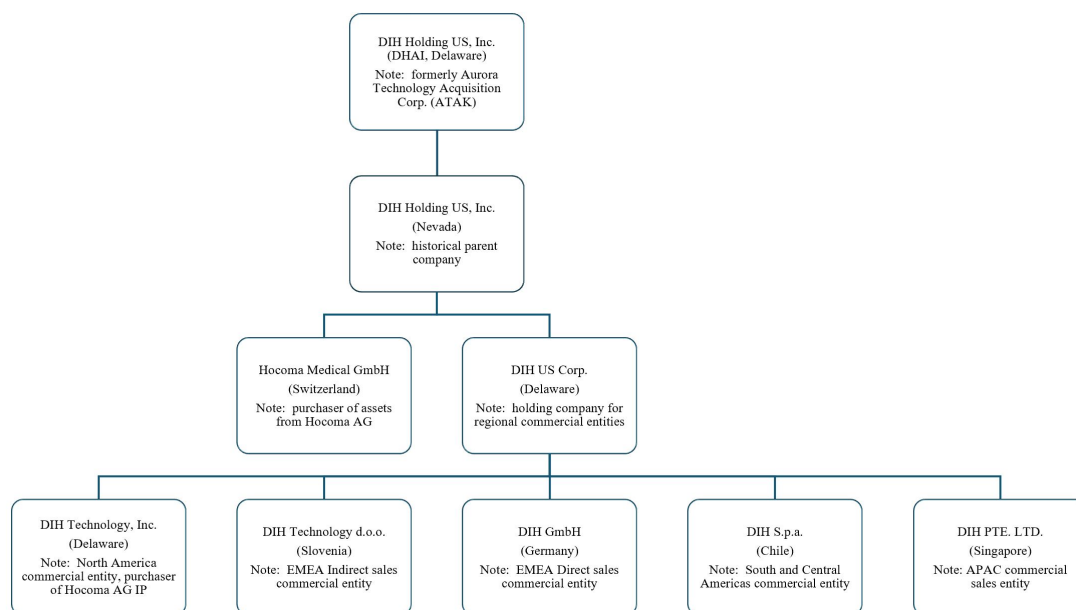 DIH Holding US, Inc.
(DHAI, Delaware)
Note:  formerly Aurora
Technology Acquisition
Corp. (ATAK)
DIH Holding US, Inc.
(Nevada)
Note:  historical parent
company
Hocoma Medical GmbH
(Switzerland)
Note:  purchaser of assets
from Hocoma AG
DIH US Corp.
(Delaware)
Note:  holding company for
regional commercial entities
DIH Technology, Inc.
(Delaware)
Note:  North America
commercial entity, purchaser
of Hocoma AG IP
DIH Technology d.o.o.
(Slovenia)
Note:  EMEA Indirect sales
commercial entity
DIH GmbH
(Germany)
Note:  EMEA Direct sales
commercial entity
DIH S.p.a.
(Chile)
Note:  South and Central
Americas commercial entity
DIH PTE. LTD.
(Singapore)
Note: APAC commercial
sales entity